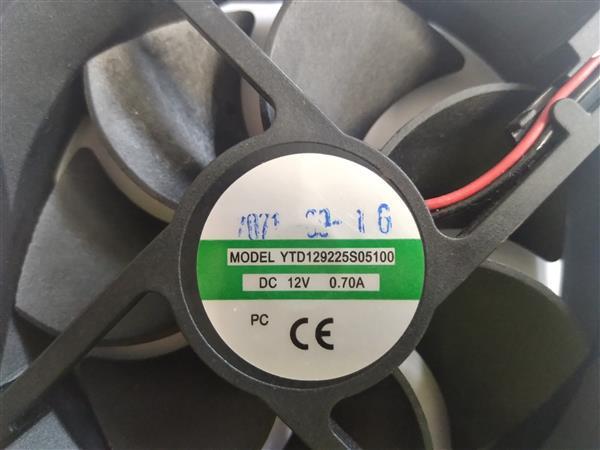 MODEL YTD129225S05100
DC 12V 0.70A
PC CE